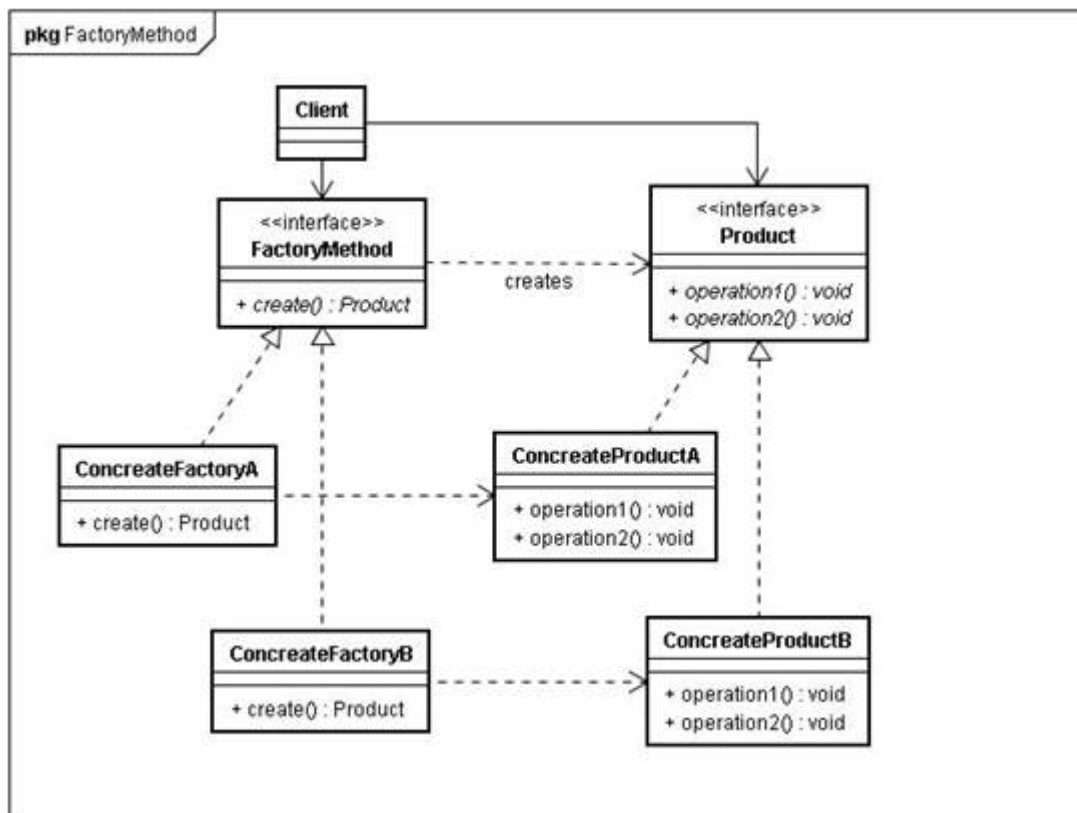 pkg FactoryMethod
Client
<<interface>>
FactoryMethod
+ create() : Product
creates
<<interface>>
Product
+ operation1() : void
+ operation2() : void
ConcreateFactoryA
+ create() : Product
ConcreateProductA
+ operation1() : void
+ operation2() : void
ConcreateFactoryB
+ create() : Product
ConcreateProductB
+ operation1() : void
+ operation2() : void